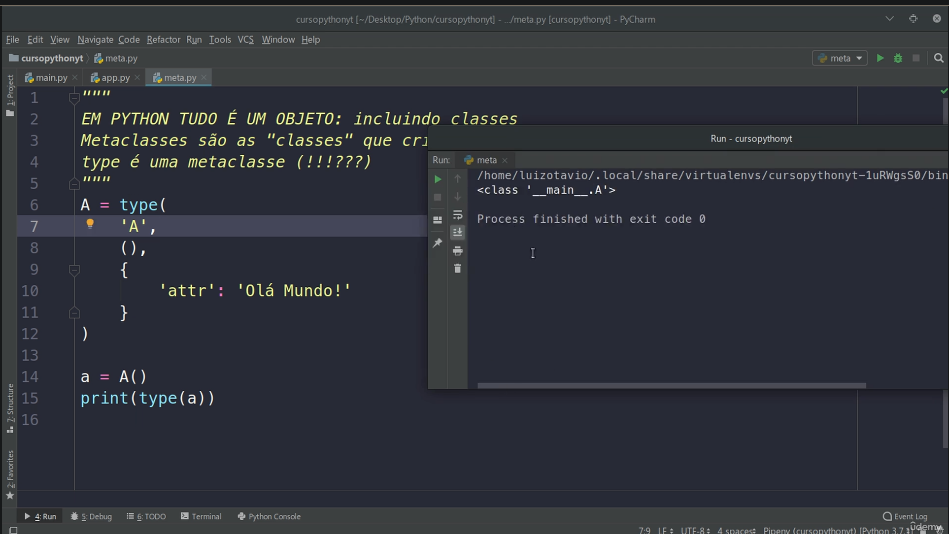 cursopythonyt [~/Desktop/Python/cursopythonyt] - .../meta.py [cursopythonyt] - PyCharm
File Edit View Navigate Code Refactor Run Tools VCS Window Help
cursopythonyt meta.py meta
main.py app.py meta.py
1: Project
1 """
2 EM PYTHON TUDO É UM OBJETO: incluindo classes
3 Metaclasses são as "classes" que cri
4 type é uma metaclasse (!!!???)
5 """
6 A = type(
7 'A',
8 (),
9 {
10 'attr': 'Olá Mundo!'
11 }
12 )
13
14 a = A()
15 print(type(a))
16
Run - cursopythonyt
Run: meta
/home/luizotavio/.local/share/virtualenvs/cursopythonyt-1uRWgsS0/bin
<class '__main__.A'>
Process finished with exit code 0
7: Structure
2: Favorites
4: Run 5: Debug 6: TODO Terminal Python Console Event Log
7:9 LF UTF-8 4 spaces Pipenv (cursopythonyt) [Python 3.7
ûdemy